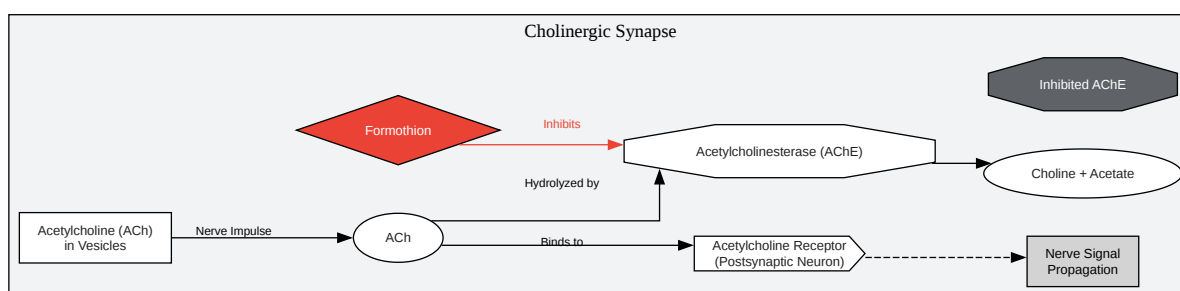 Cholinergic Synapse
Inhibited AChE
Formothion
Inhibits
Acetylcholinesterase (AChE)
Choline + Acetate
Hydrolyzed by
Acetylcholine (ACh)
in Vesicles
Nerve Impulse
ACh
Binds to
Acetylcholine Receptor
(Postsynaptic Neuron)
Nerve Signal
Propagation